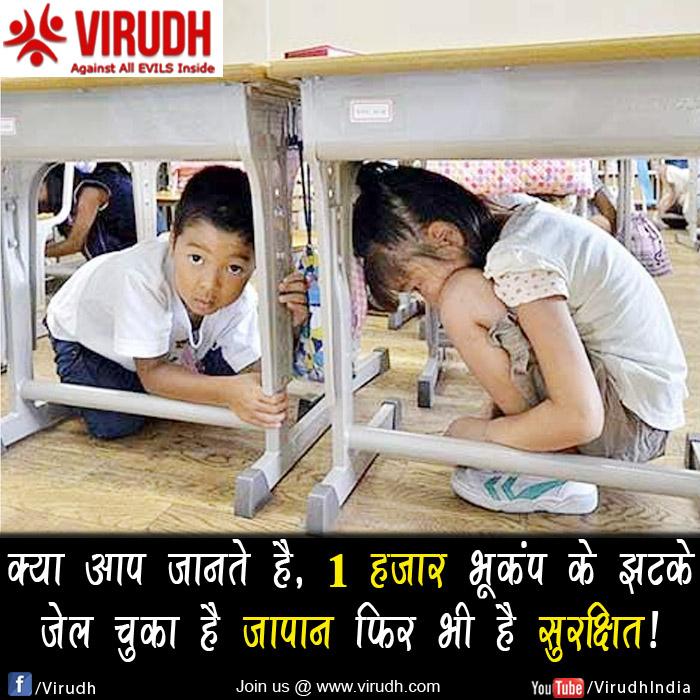 VIRUDH
Against All EVILS Inside
क्या आप जानते है, 1 हजार भूकंप के झटके
जेल चुका है जापान फिर भी है सुरक्षित!
f/Virudh
Join us @ www.virudh.com
YouTube/VirudhIndia